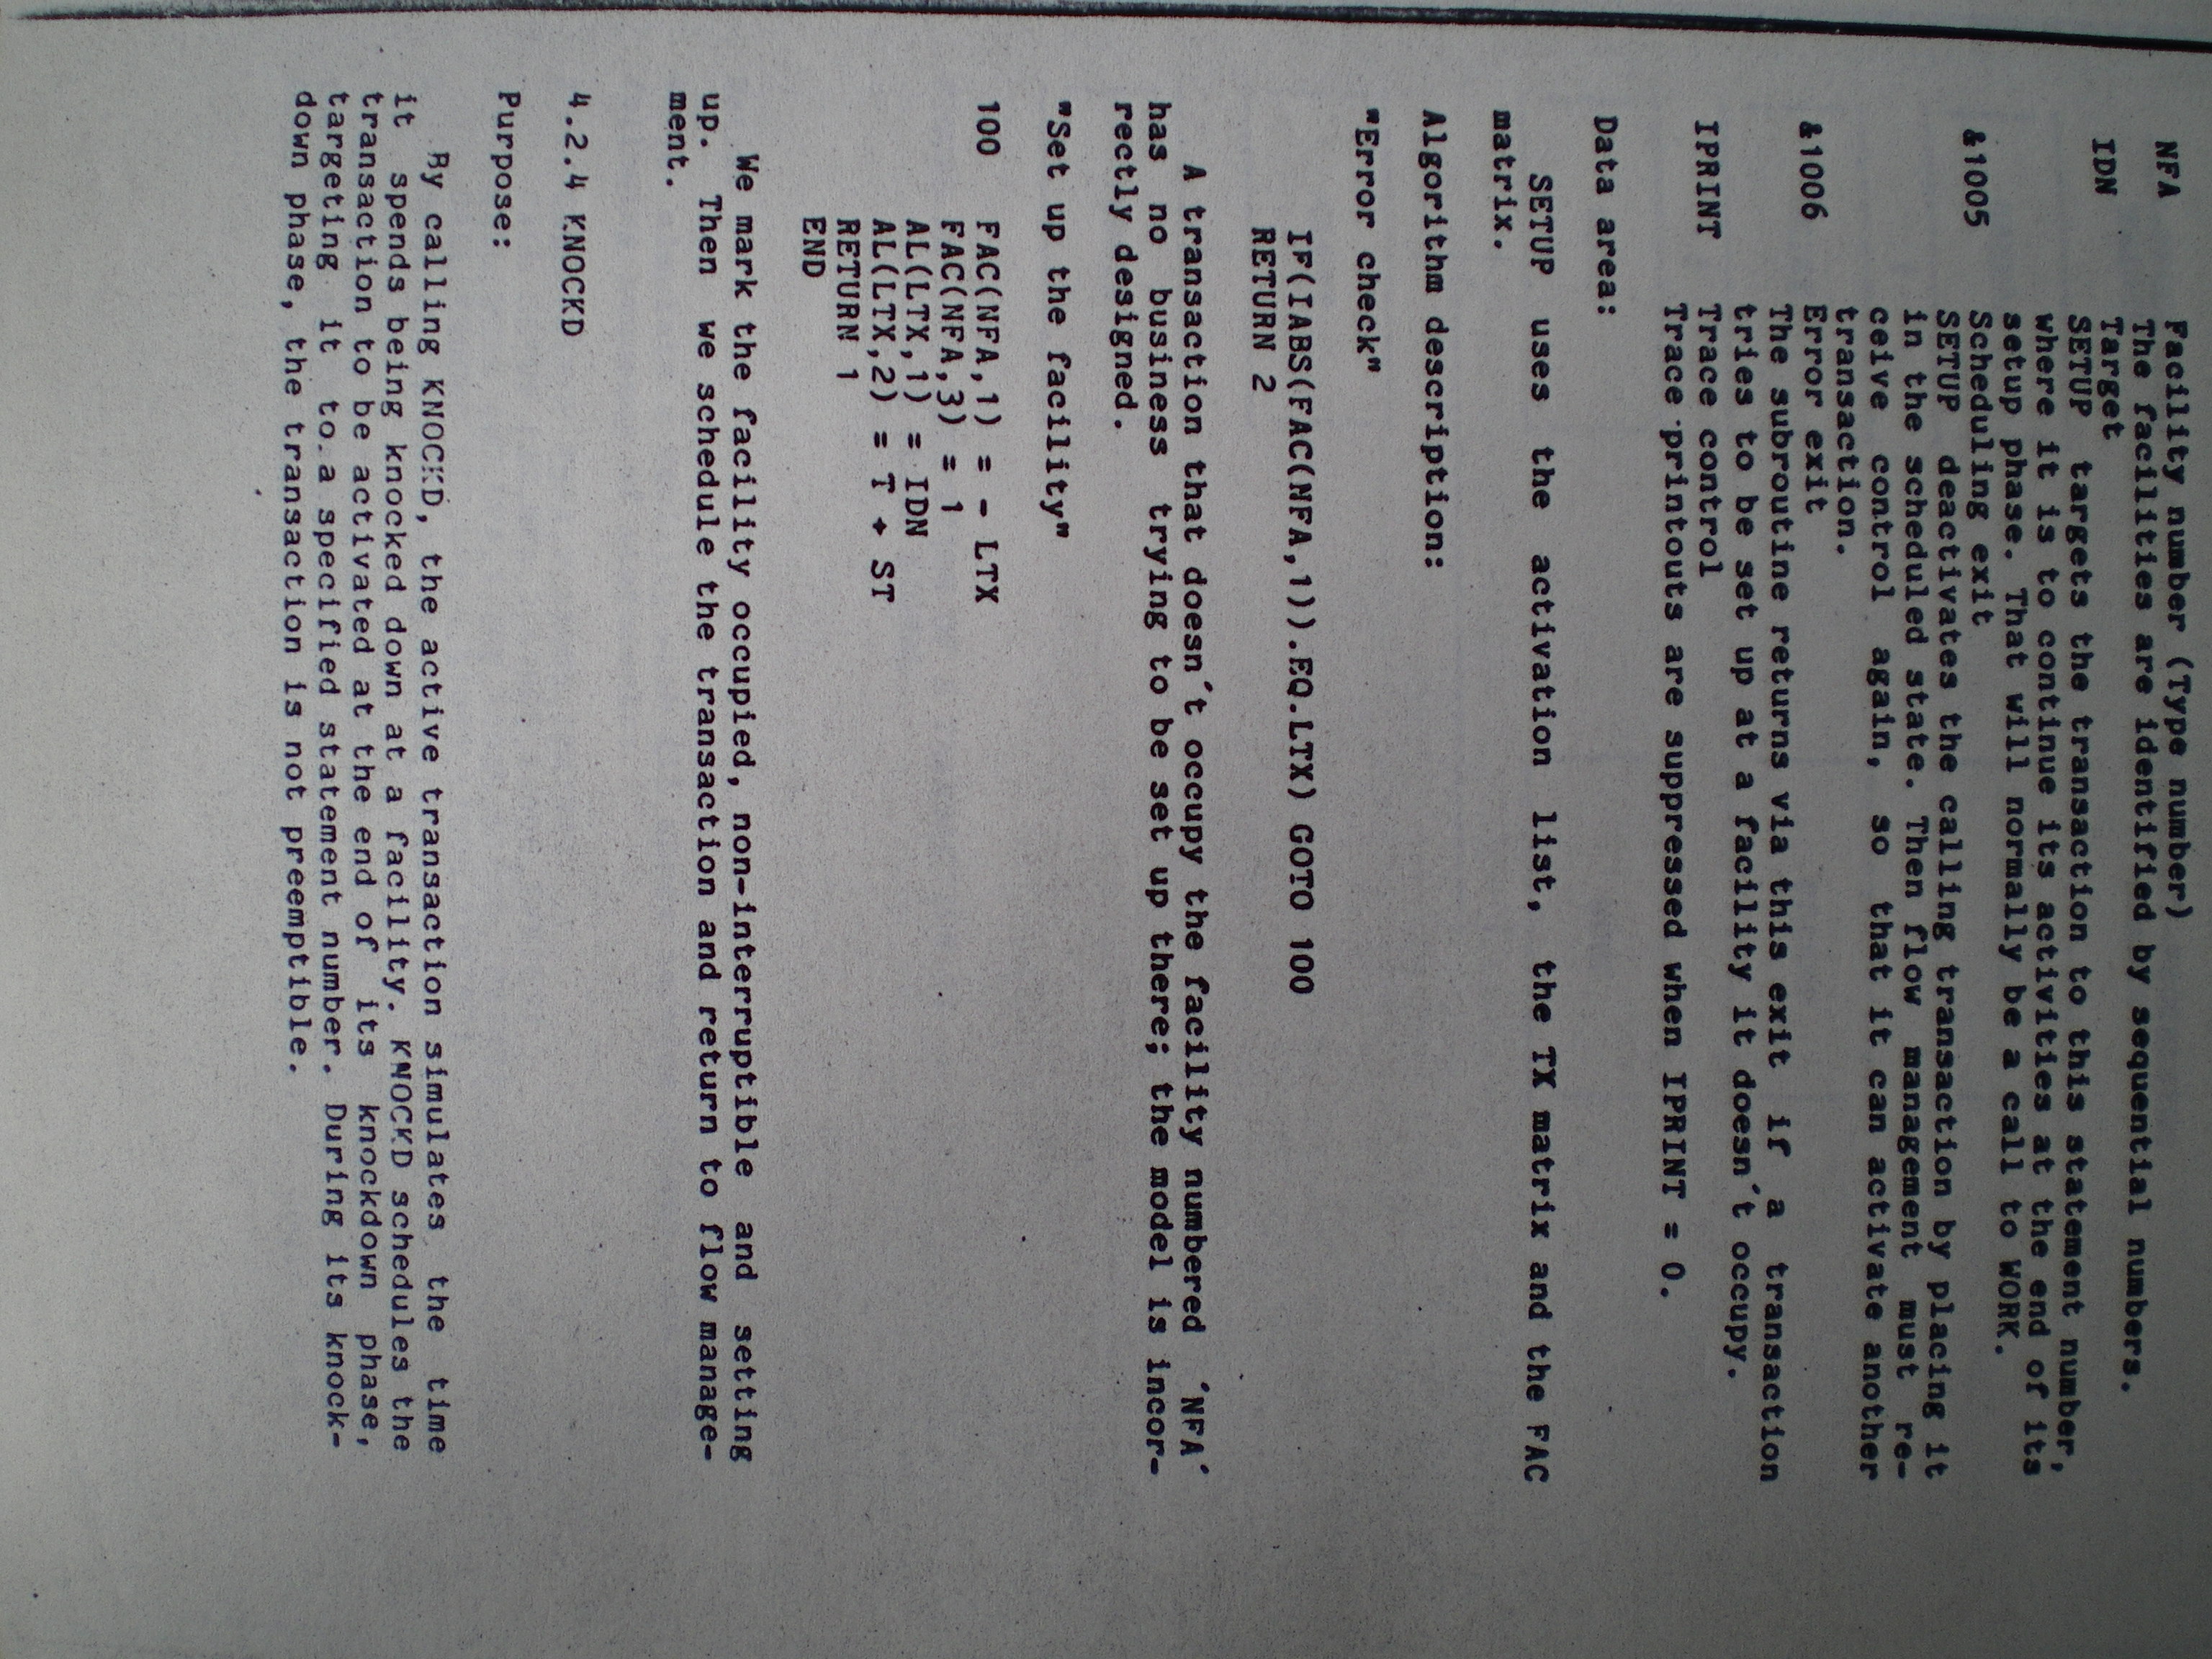 NFA Facility number (Type number)
The facilities are identified by sequential numbers.
IDN Target
SETUP targets the transaction to this statement number,
where it is to continue its activities at the end of its
setup phase. That will normally be a call to WORK.
&1005 Scheduling exit
SETUP deactivates the calling transaction by placing it
in the scheduled state. Then flow management must re-
ceive control again, so that it can activate another
transaction.
&1006 Error exit
The subroutine returns via this exit if a transaction
tries to be set up at a facility it doesn't occupy.
IPRINT Trace control
Trace printouts are suppressed when IPRINT = 0.
Data area:
SETUP uses the activation list, the TX matrix and the FAC
matrix.
Algorithm description:
"Error check"
IF(IABS(FAC(NFA,1)).EQ.LTX) GOTO 100
RETURN 2
A transaction that doesn't occupy the facility numbered 'NFA'
has no business trying to be set up there; the model is incor-
rectly designed.
"Set up the facility"
100 FAC(NFA,1) = - LTX
FAC(NFA,3) = 1
AL(LTX,1) = IDN
AL(LTX,2) = T + ST
RETURN 1
END
We mark the facility occupied, non-interruptible and setting
up. Then we schedule the transaction and return to flow manage-
ment.
4.2.4 KNOCKD
Purpose:
By calling KNOCKD, the active transaction simulates the time
it spends being knocked down at a facility. KNOCKD schedules the
transaction to be activated at the end of its knockdown phase,
targeting it to a specified statement number. During its knock-
down phase, the transaction is not preemptible.